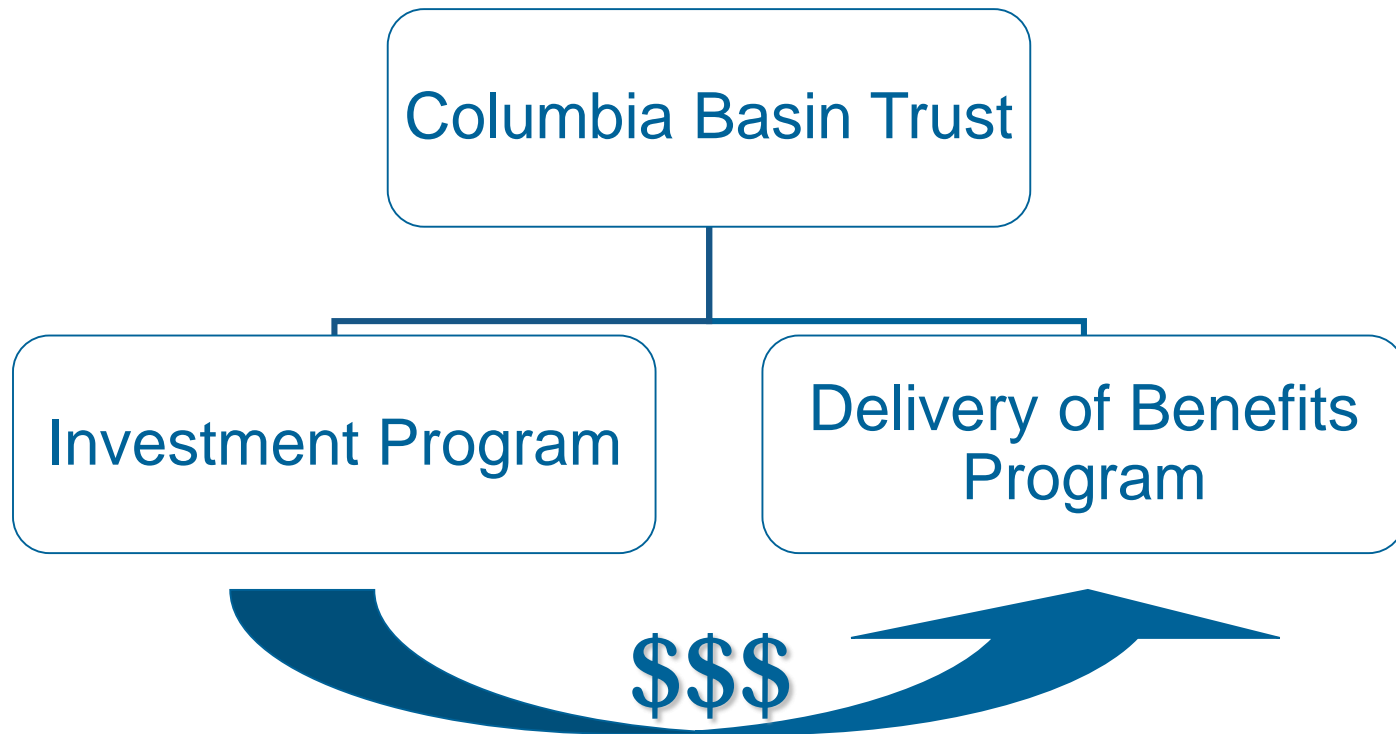 Columbia Basin Trust
Investment Program
Delivery of Benefits
Program
$$$